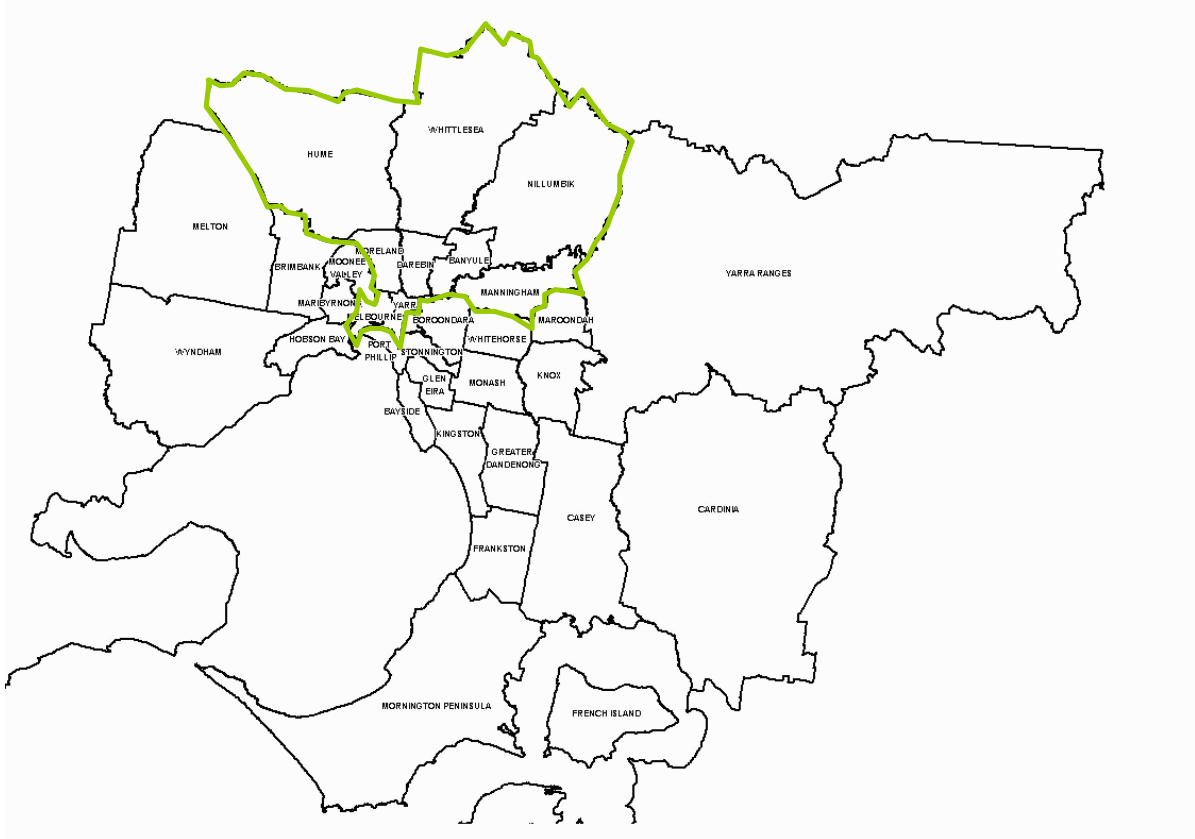 WHITTLESEA
HUME
NILLUMBIK
MELTON
MORELAND
DAREBIN
BANYULE
MOONEE
VALLEY
BRIMBANK
YARRA RANGES
MANNINGHAM
MARIBYRNONG
YARRA
MELBOURNE
BOROONDARA
MAROONDAH
HOBSON BAY
WHITEHORSE
PORT
PHILLIP
STONNINGTON
WYNDHAM
GLEN
EIRA
MONASH
KNOX
BAYSIDE
KINGSTON
GREATER
DANDENONG
CARDINIA
CASEY
FRANKSTON
MORNINGTON PENINSULA
FRENCH ISLAND